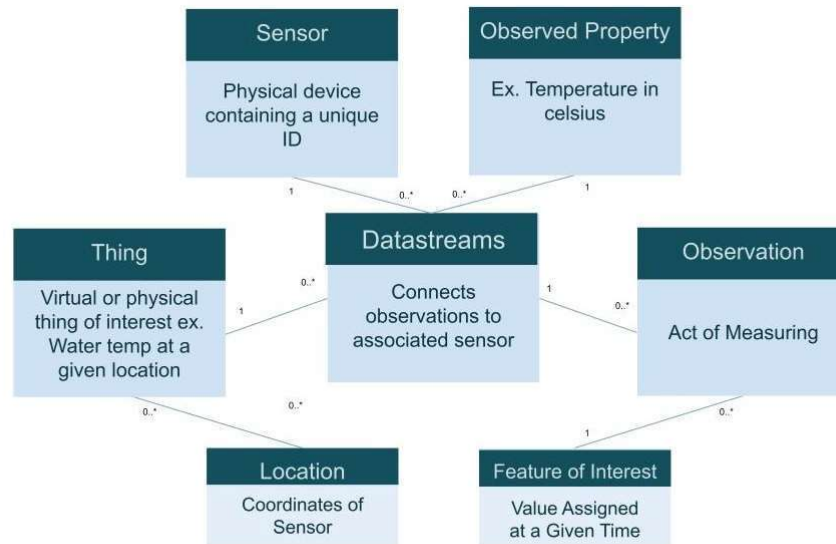 Sensor
Physical device
containing a unique
ID
Observed Property
Ex. Temperature in
celsius
1
0..*
0..*
1
Thing
Virtual or physical
thing of interest ex.
Water temp at a
given location
Datastreams
Connects
observations to
associated sensor
Observation
Act of Measuring
0..*
1
1
0..*
0..*
0..*
1
0..*
Location
Coordinates of
Sensor
Feature of Interest
Value Assigned
at a Given Time